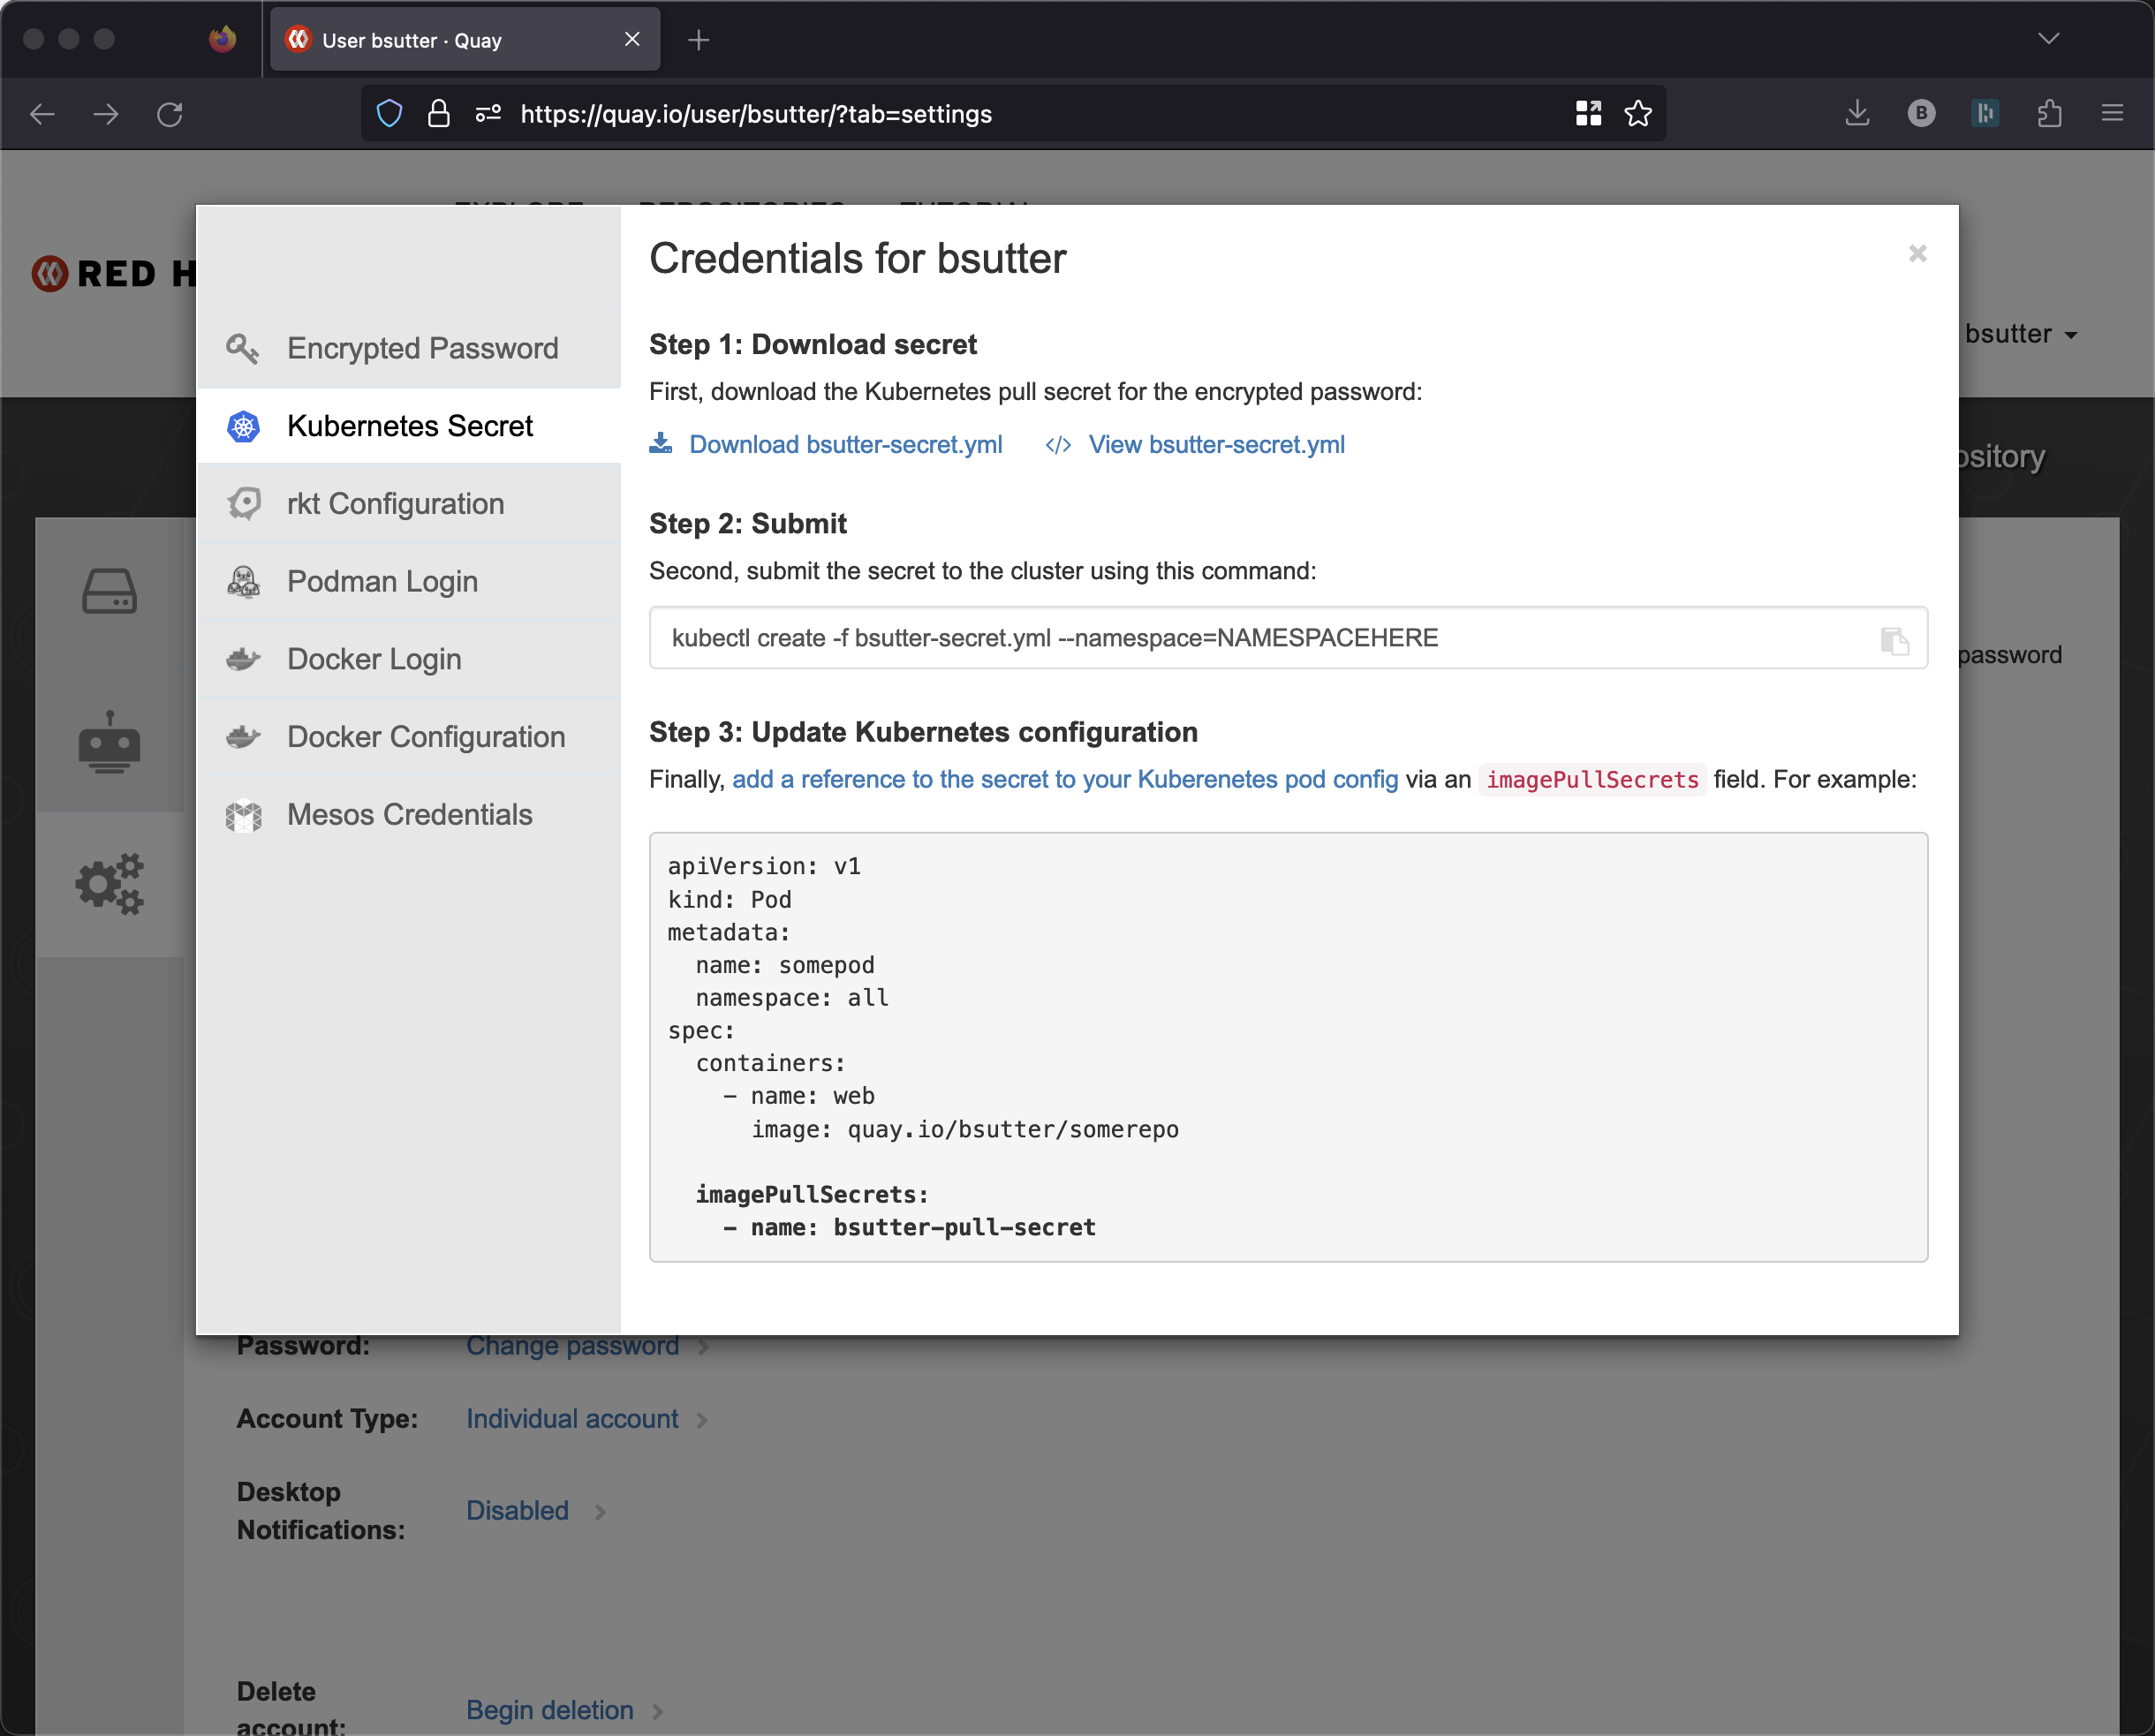 User bsutter · Quay
https://quay.io/user/bsutter/?tab=settings
B
EXPLORE REPOSITORIES TUTORIAL
RED H
bsutter
ository
password
Credentials for bsutter
Encrypted Password
Kubernetes Secret
rkt Configuration
Podman Login
Docker Login
Docker Configuration
Mesos Credentials
Step 1: Download secret
First, download the Kubernetes pull secret for the encrypted password:
Download bsutter-secret.yml </> View bsutter-secret.yml
Step 2: Submit
Second, submit the secret to the cluster using this command:
kubectl create -f bsutter-secret.yml --namespace=NAMESPACEHERE
Step 3: Update Kubernetes configuration
Finally, add a reference to the secret to your Kuberenetes pod config via an imagePullSecrets field. For example:
apiVersion: v1
kind: Pod
metadata:
  name: somepod
  namespace: all
spec:
  containers:
    - name: web
      image: quay.io/bsutter/somerepo
  imagePullSecrets:
    - name: bsutter-pull-secret
Password: Change password
Account Type: Individual account
Desktop
Notifications: Disabled
Delete
account: Begin deletion